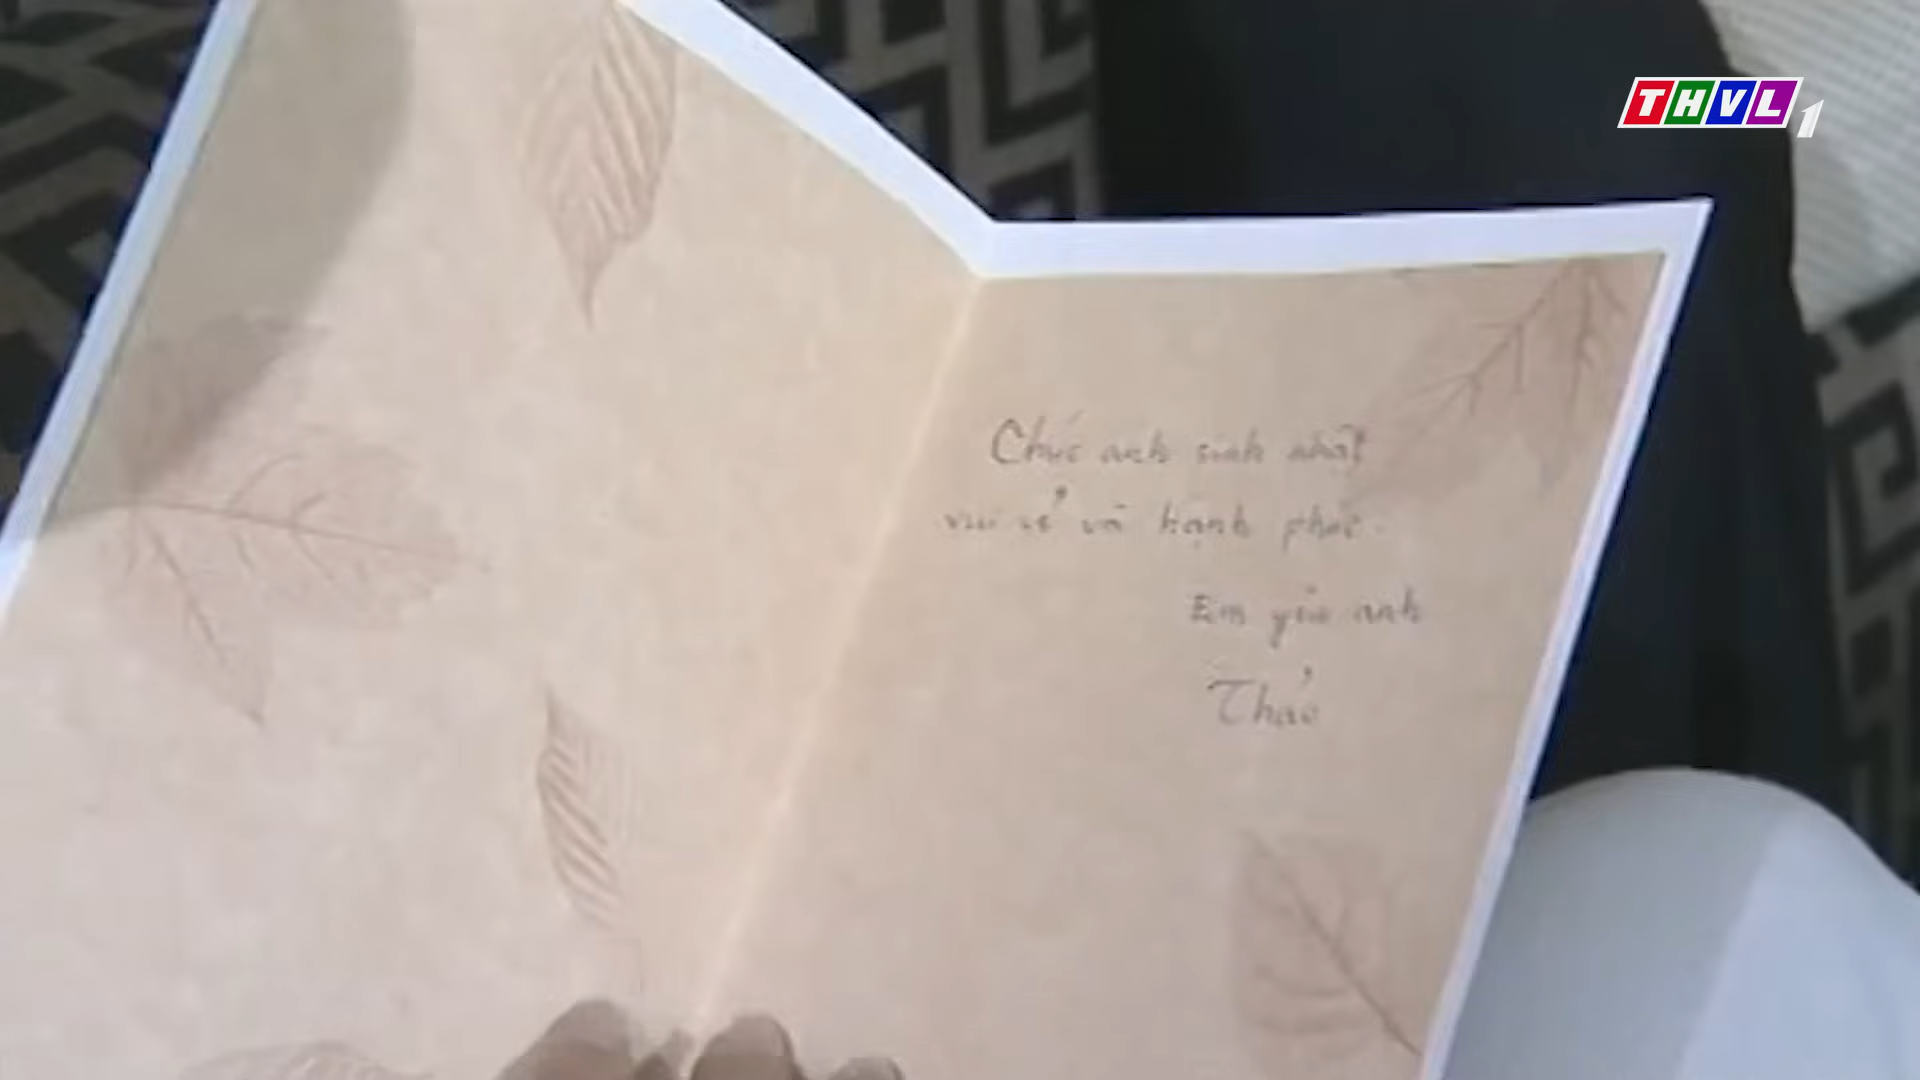 THVL1
Chúc anh sinh nhật
vui vẻ và hạnh phúc.
Em yêu anh
Thảo